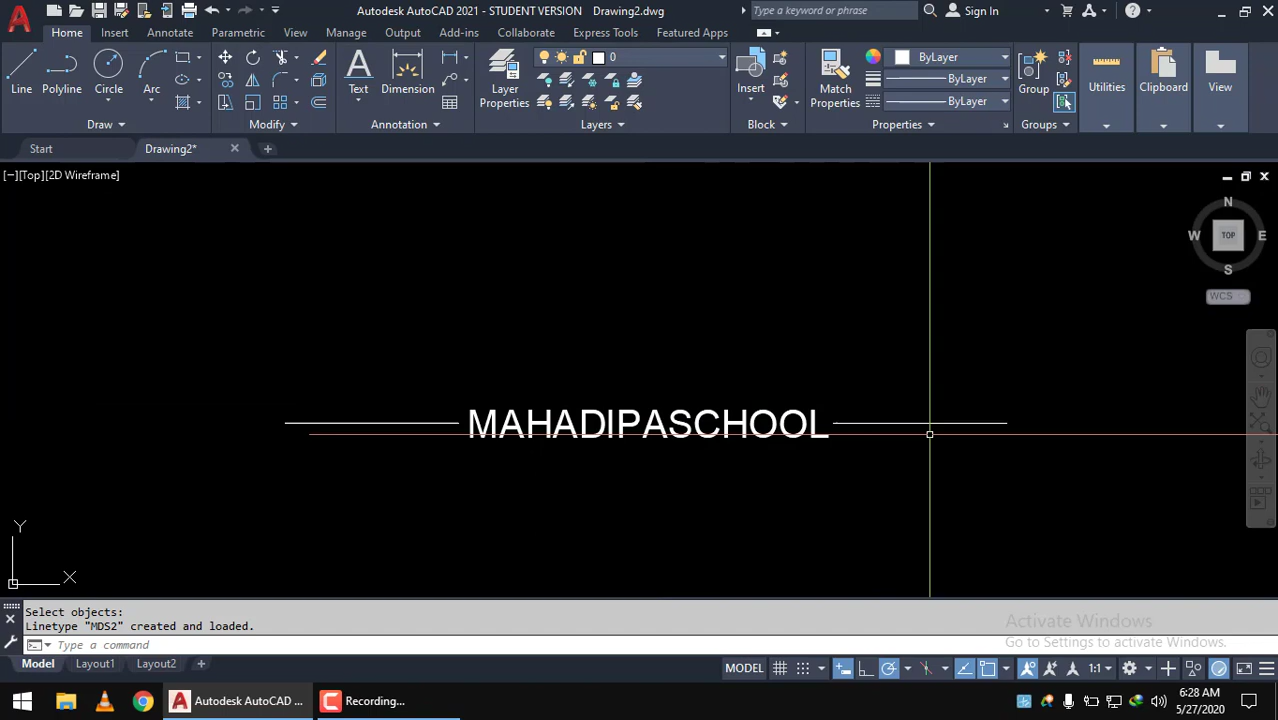 Autodesk AutoCAD 2021 - STUDENT VERSION Drawing2.dwg
Type a keyword or phrase
Sign In
Home Insert Annotate Parametric View Manage Output Add-ins Collaborate Express Tools Featured Apps
Line Polyline Circle Arc
Draw
Modify
Text Dimension
Annotation
Layer Properties
0
Layers
Insert
Block
Match Properties
ByLayer
ByLayer
ByLayer
Properties
Group
Groups
Utilities
Clipboard
View
Start Drawing2*
[−][Top][2D Wireframe]
N
W TOP E
S
WCS
MAHADIPASCHOOL
Y
X
Select objects:
Linetype "MDS2" created and loaded.
Type a command
Activate Windows
Go to Settings to activate Windows.
Model Layout1 Layout2
MODEL
1:1
Autodesk AutoCAD ...
Recording...
6:28 AM
5/27/2020